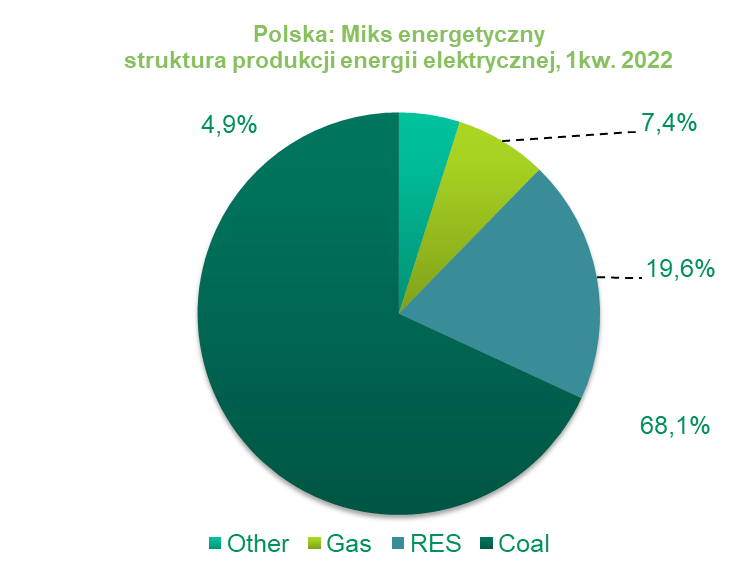 Polska: Miks energetyczny
struktura produkcji energii elektrycznej, 1kw. 2022
4,9%
7,4%
19,6%
68,1%
Other
Gas
RES
Coal